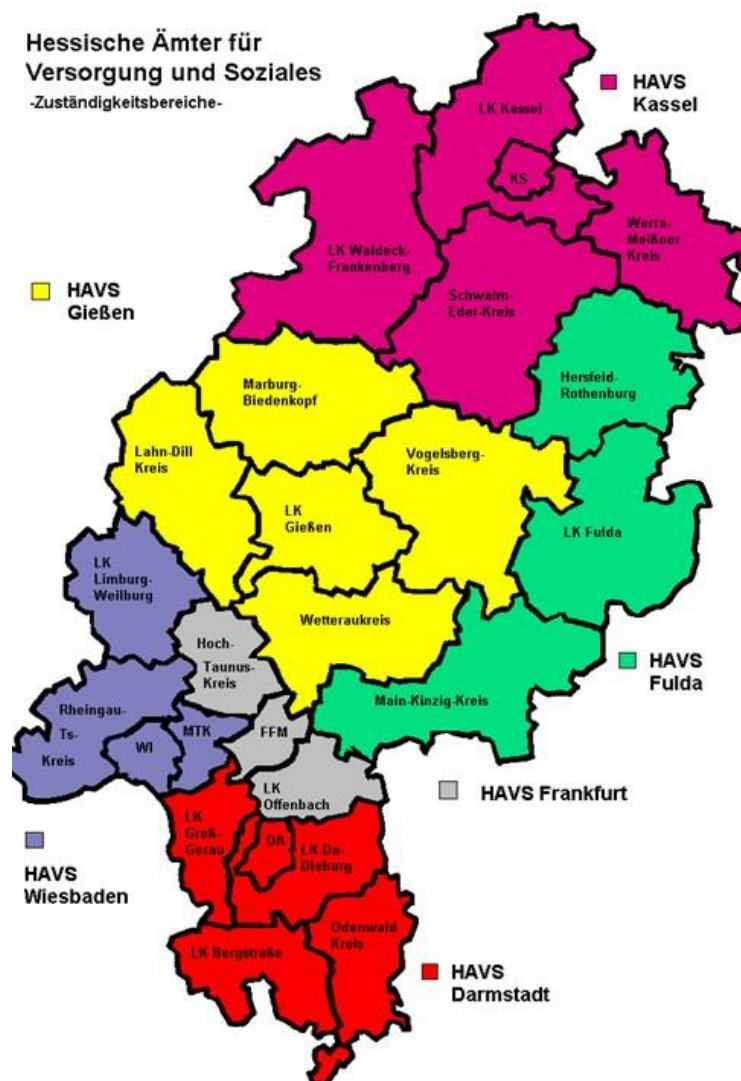 Hessische Ämter für
Versorgung und Soziales
-Zuständigkeitsbereiche-
HAVS
Kassel
LK Kassel
KS
Werra-
Meißner
Kreis
LK Waldeck-
Frankenberg
Schwalm-
Eder-Kreis
HAVS
Gießen
Marburg-
Biedenkopf
Hersfeld-
Rothenburg
Lahn-Dill
Kreis
Vogelsberg-
Kreis
LK
Gießen
LK Fulda
LK
Limburg-
Weilburg
Wetteraukreis
Hoch-
Taunus-
Kreis
HAVS
Fulda
Main-Kinzig-Kreis
Rheingau-
Ts-
Kreis
WI
MTK
FFM
LK
Offenbach
HAVS Frankfurt
HAVS
Wiesbaden
LK
Groß-
Gerau
DA
LK Da-
Dieburg
Odenwald
Kreis
LK Bergstraße
HAVS
Darmstadt